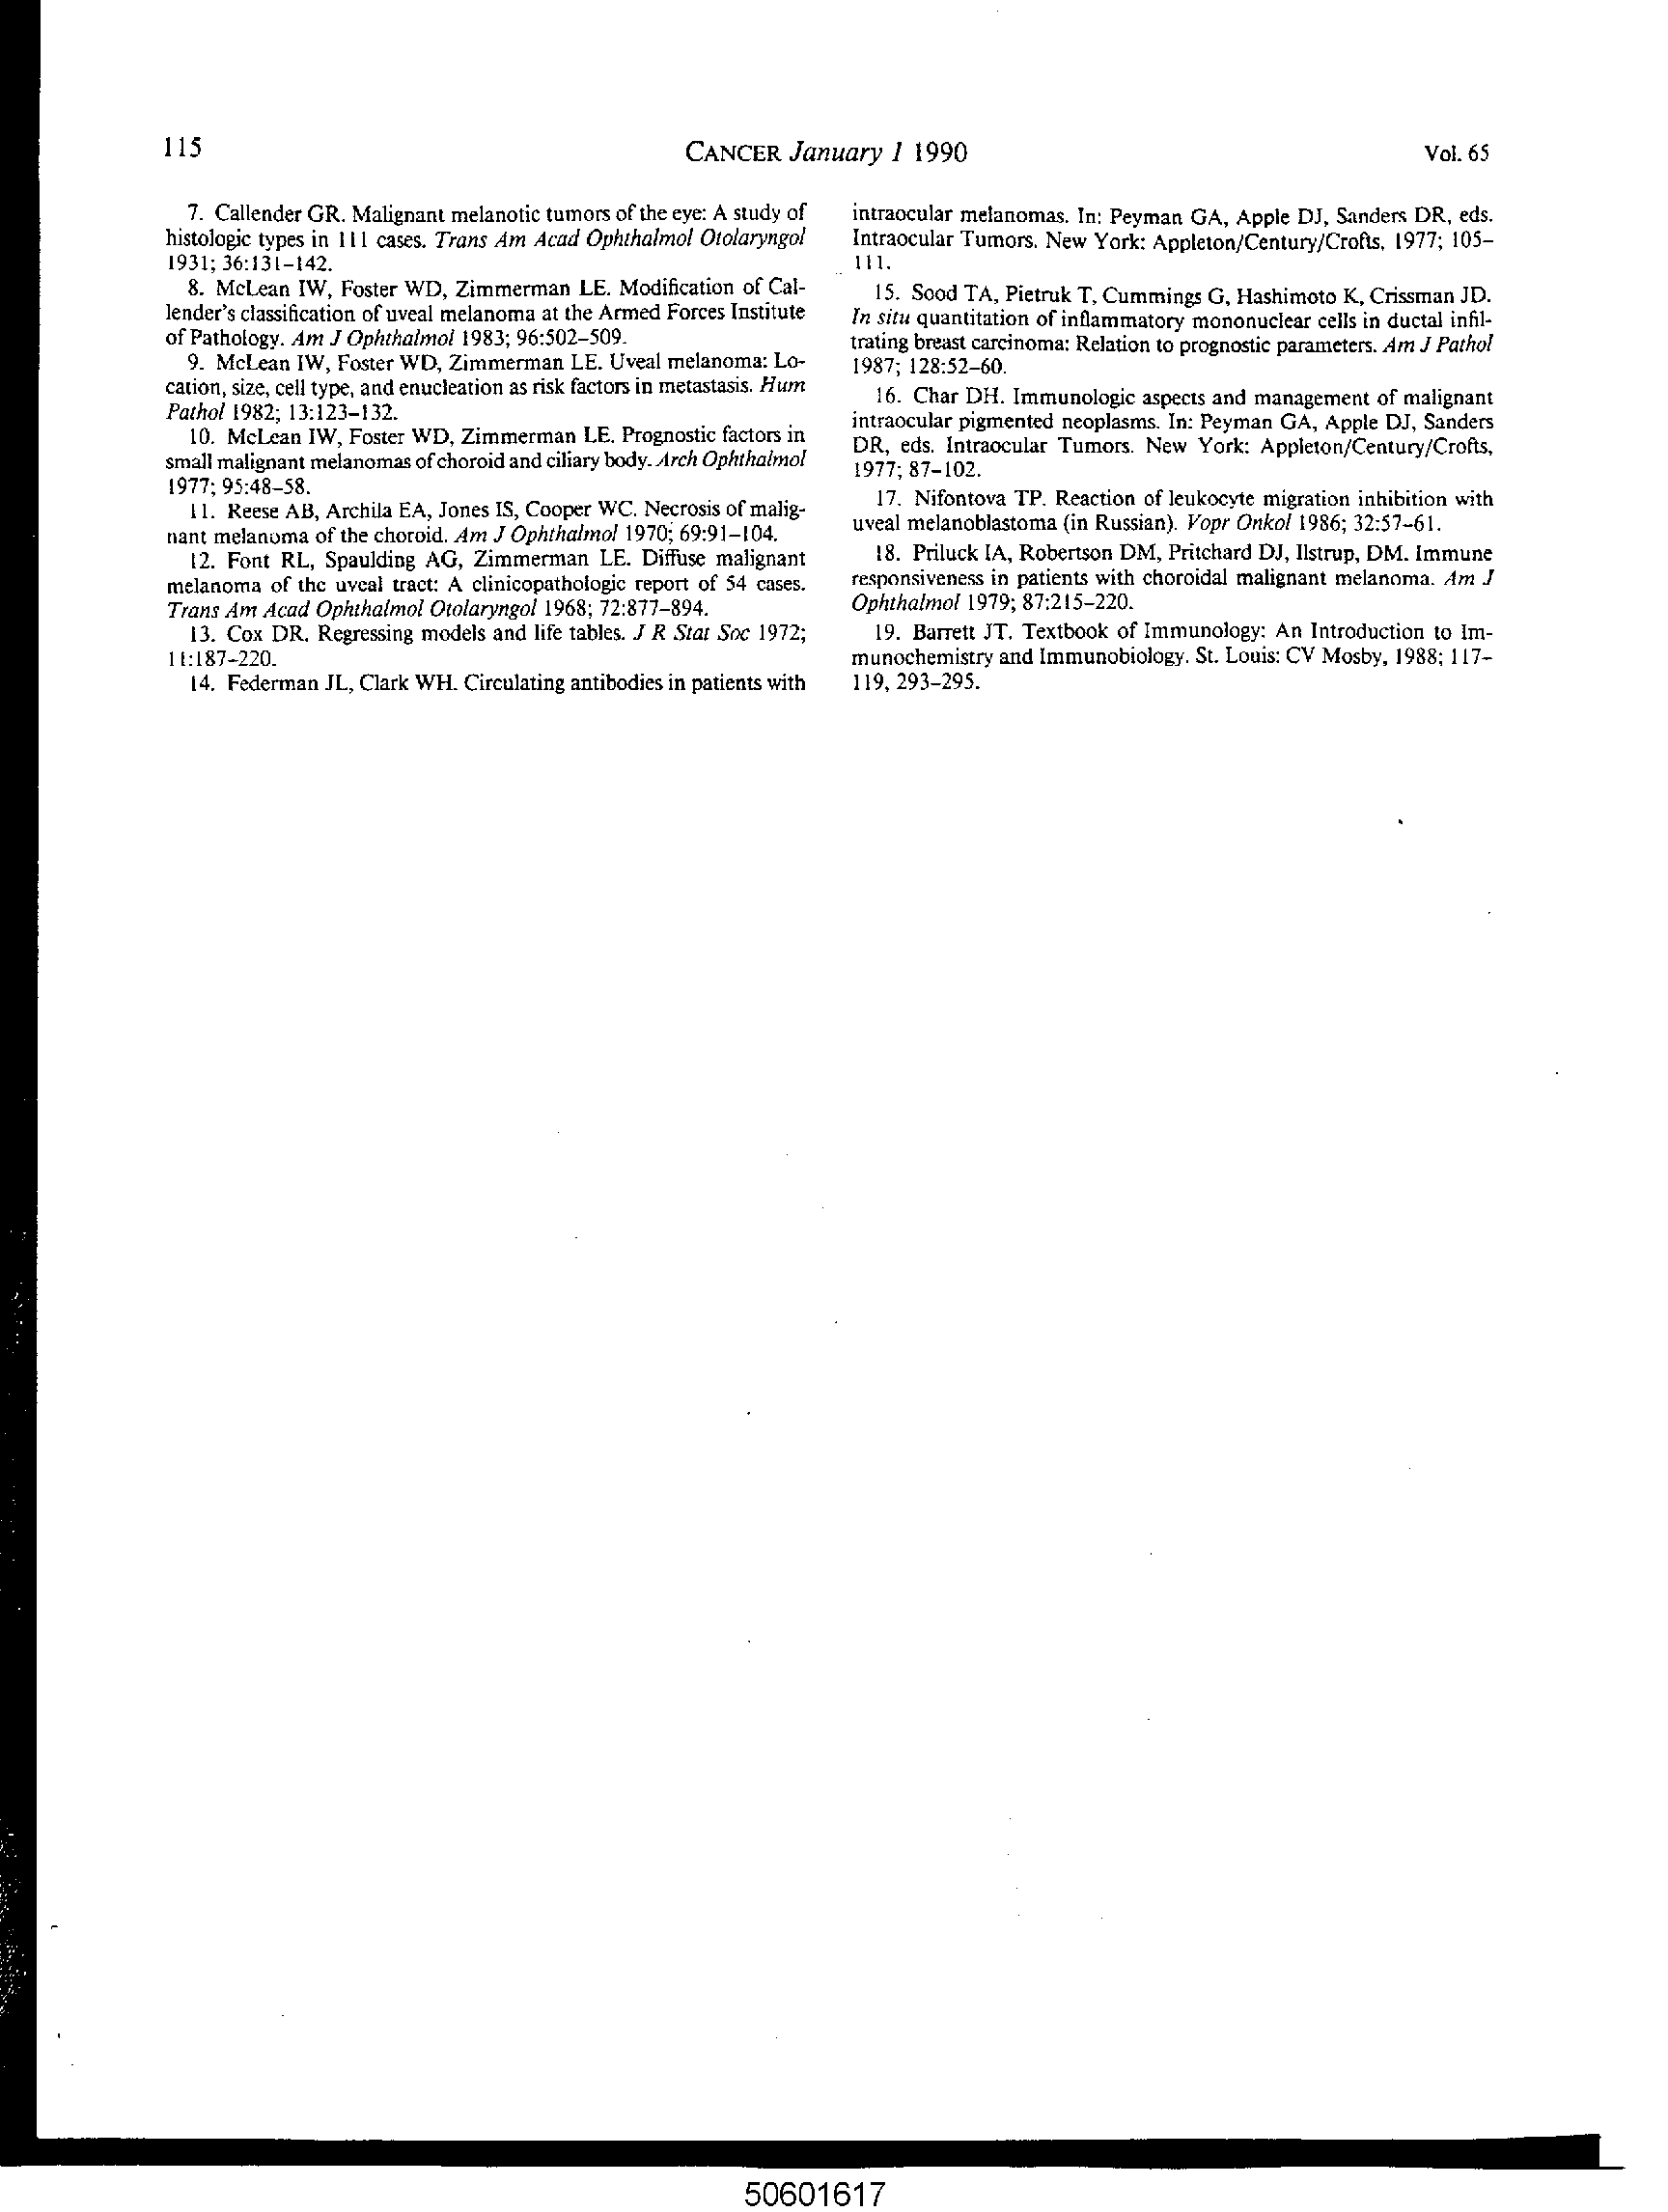 115
CANCER January 1 1990
Vol. 65
7. Callender GR. Malignant melanotic tumors of the eye: A study of
histologic types in 111 cases. Trans Am Acad Ophthalmol Otolaryngol
1931; 36:131–142.
8. McLean IW, Foster WD, Zimmerman LE. Modification of Cal-
lender's classification of uveal melanoma at the Armed Forces Institute
of Pathology. Am J Ophthalmol 1983; 96:502–509.
9. McLean IW, Foster WD, Zimmerman LE. Uveal melanoma: Lo-
cation, size, cell type, and enucleation as risk factors in metastasis. Hum
Pathol 1982; 13:123–132.
10. McLean IW, Foster WD, Zimmerman LE. Prognostic factors in
small malignant melanomas of choroid and ciliary body. Arch Ophthalmol
1977; 95:48–58.
11. Reese AB, Archila EA, Jones IS, Cooper WC. Necrosis of malig-
nant melanoma of the choroid. Am J Ophthalmol 1970; 69:91–104.
12. Font RL, Spaulding AG, Zimmerman LE. Diffuse malignant
melanoma of the uveal tract: A clinicopathologic report of 54 cases.
Trans Am Acad Ophthalmol Otolaryngol 1968; 72:877–894.
13. Cox DR. Regressing models and life tables. J R Stat Soc 1972;
11:187–220.
14. Federman JL, Clark WH. Circulating antibodies in patients with
intraocular melanomas. In: Peyman GA, Apple DJ, Sanders DR, eds.
Intraocular Tumors. New York: Appleton/Century/Crofts, 1977; 105–
111.
15. Sood TA, Pietruk T, Cummings G, Hashimoto K, Crissman JD.
In situ quantitation of inflammatory mononuclear cells in ductal infil-
trating breast carcinoma: Relation to prognostic parameters. Am J Pathol
1987; 128:52–60.
16. Char DH. Immunologic aspects and management of malignant
intraocular pigmented neoplasms. In: Peyman GA, Apple DJ, Sanders
DR, eds. Intraocular Tumors. New York: Appleton/Century/Crofts,
1977; 87–102.
17. Nifontova TP. Reaction of leukocyte migration inhibition with
uveal melanoblastoma (in Russian). Vopr Onkol 1986; 32:57–61.
18. Priluck IA, Robertson DM, Pritchard DJ, Ilstrup, DM. Immune
responsiveness in patients with choroidal malignant melanoma. Am J
Ophthalmol 1979; 87:215–220.
19. Barrett JT. Textbook of Immunology: An Introduction to Im-
munochemistry and Immunobiology. St. Louis: CV Mosby, 1988; 117–
119, 293–295.
50601617